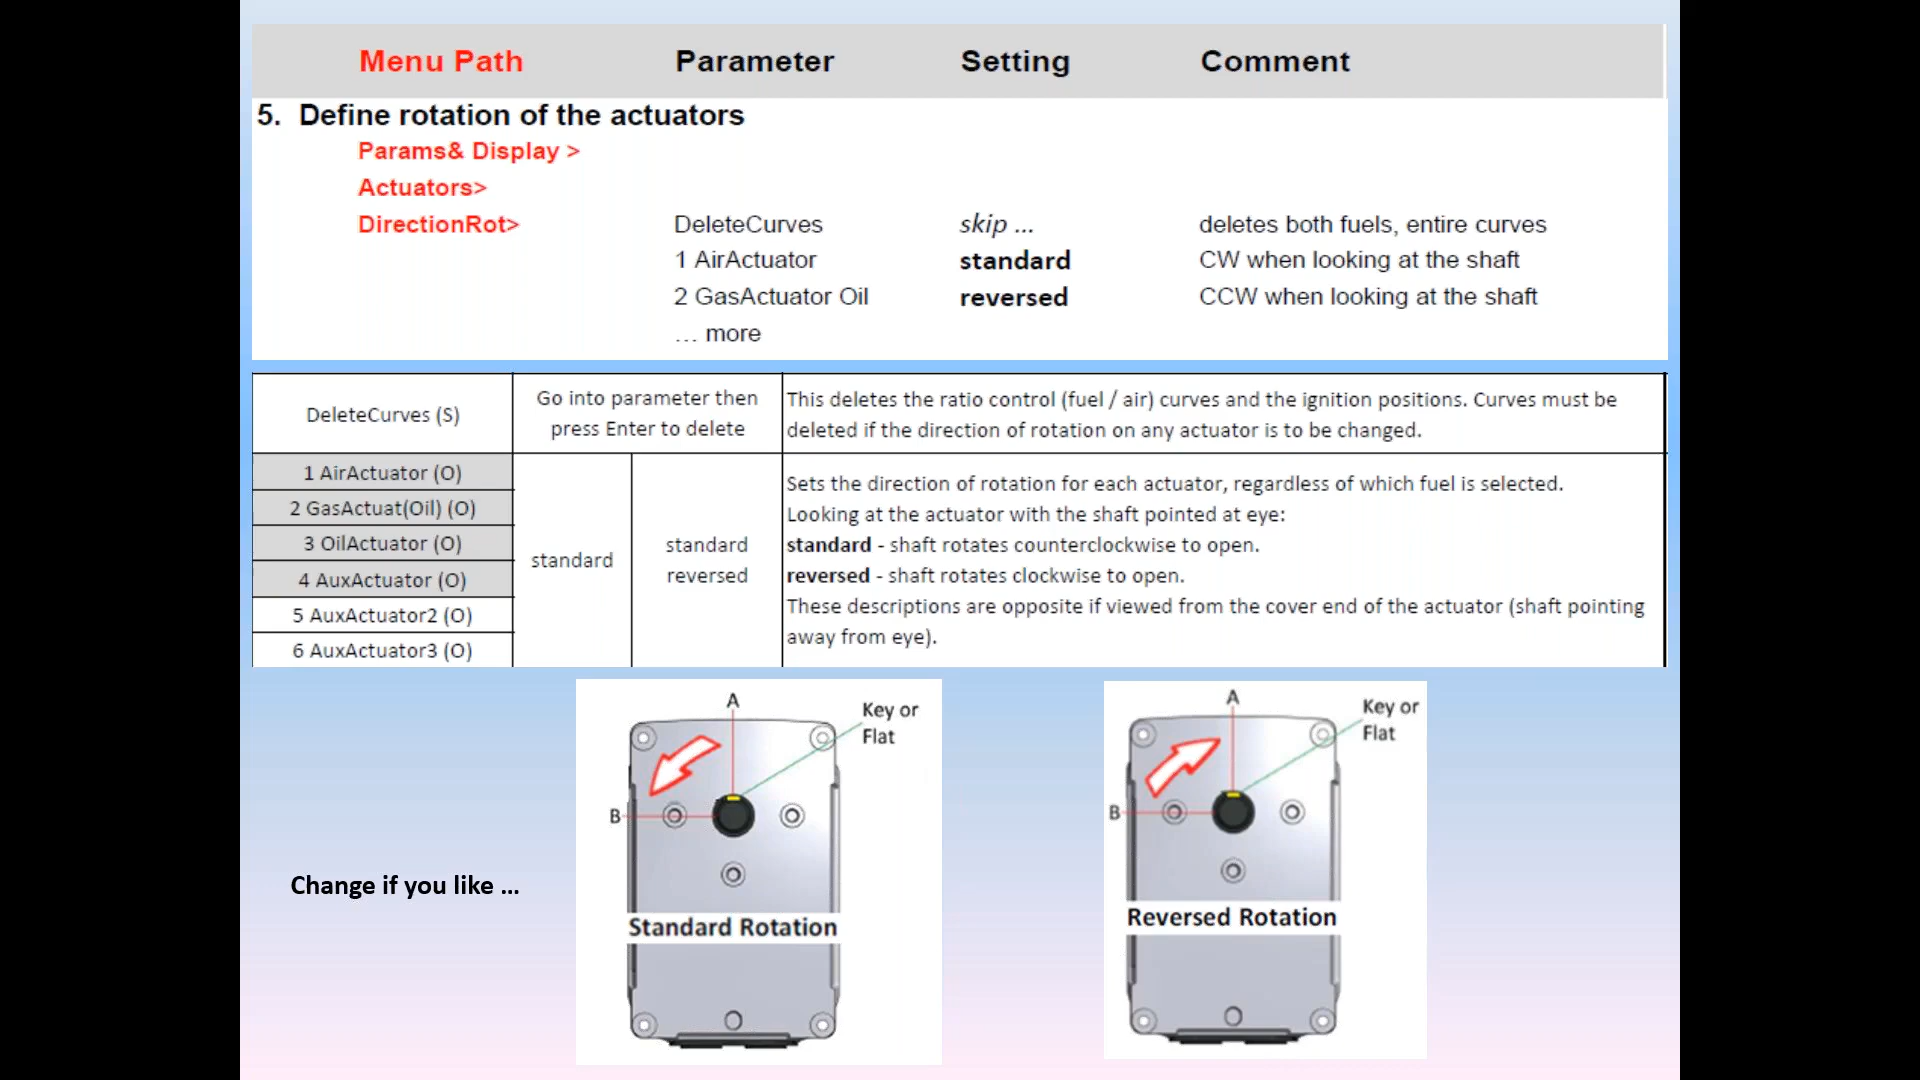 Menu Path Parameter Setting Comment
5. Define rotation of the actuators
Params& Display >
Actuators>
DirectionRot> DeleteCurves skip ... deletes both fuels, entire curves
1 AirActuator standard CW when looking at the shaft
2 GasActuator Oil reversed CCW when looking at the shaft
... more
DeleteCurves (S)
Go into parameter then
press Enter to delete
This deletes the ratio control (fuel / air) curves and the ignition positions. Curves must be
deleted if the direction of rotation on any actuator is to be changed.
1 AirActuator (O)
2 GasActuat(Oil) (O)
3 OilActuator (O)
4 AuxActuator (O)
5 AuxActuator2 (O)
6 AuxActuator3 (O)
standard
standard
reversed
Sets the direction of rotation for each actuator, regardless of which fuel is selected.
Looking at the actuator with the shaft pointed at eye:
standard - shaft rotates counterclockwise to open.
reversed - shaft rotates clockwise to open.
These descriptions are opposite if viewed from the cover end of the actuator (shaft pointing
away from eye).
Change if you like ...
A
Key or
Flat
B
Standard Rotation
A
Key or
Flat
B
Reversed Rotation